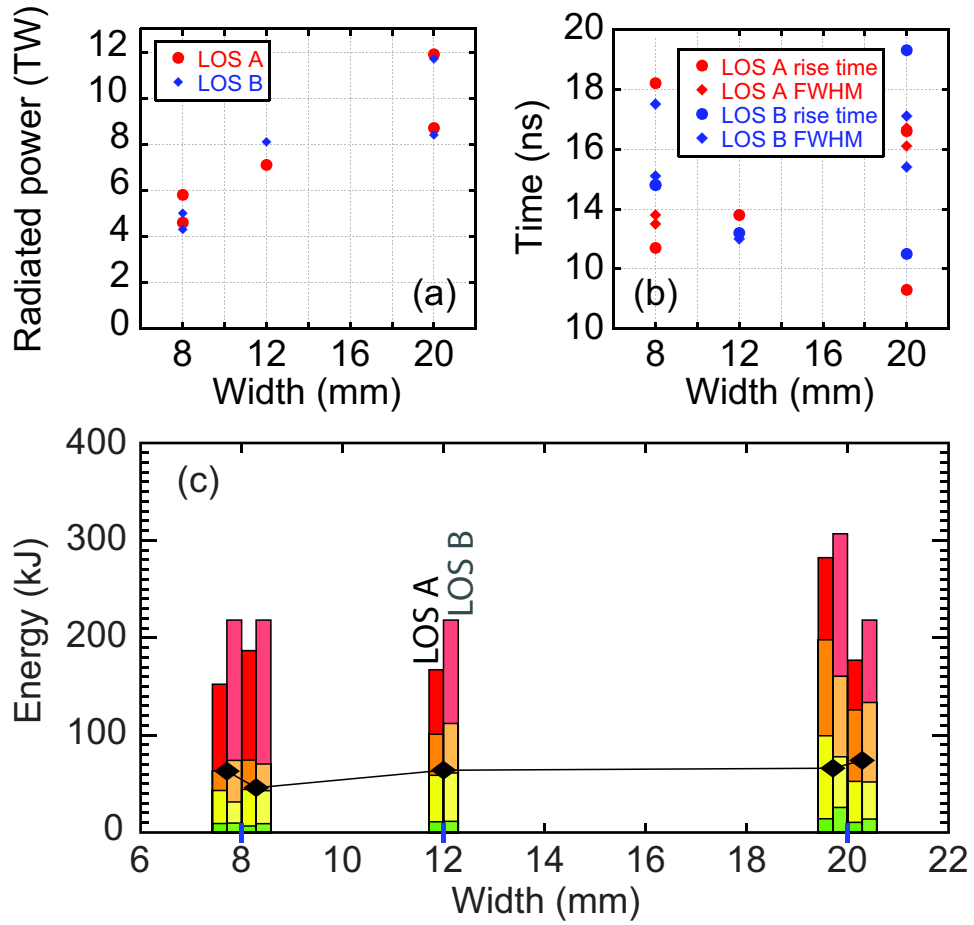 Radiated power (TW)
12
10
8
6
4
2
0
LOS A
LOS B
(a)
8
12
16
20
Width (mm)
Time (ns)
20
18
16
14
10
10
LOS A rise time
LOS A FWHM
LOS B rise time
LOS B FWHM
(b)
8
12
16
20
Width (mm)
Energy (kJ)
400
300
200
100
0
(c)
LOS A
LOS B
6
8
10
12
14
16
18
20
22
Width (mm)